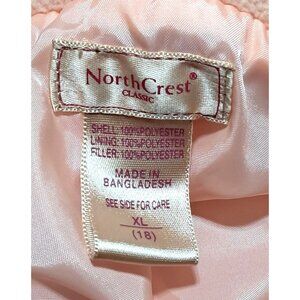 NorthCrest®
CLASSIC
SHELL: 100%POLYESTER
LINING: 100%POLYESTER
FILLER: 100%POLYESTER
MADE IN
BANGLADESH
SEE SIDE FOR CARE
XL
(18)